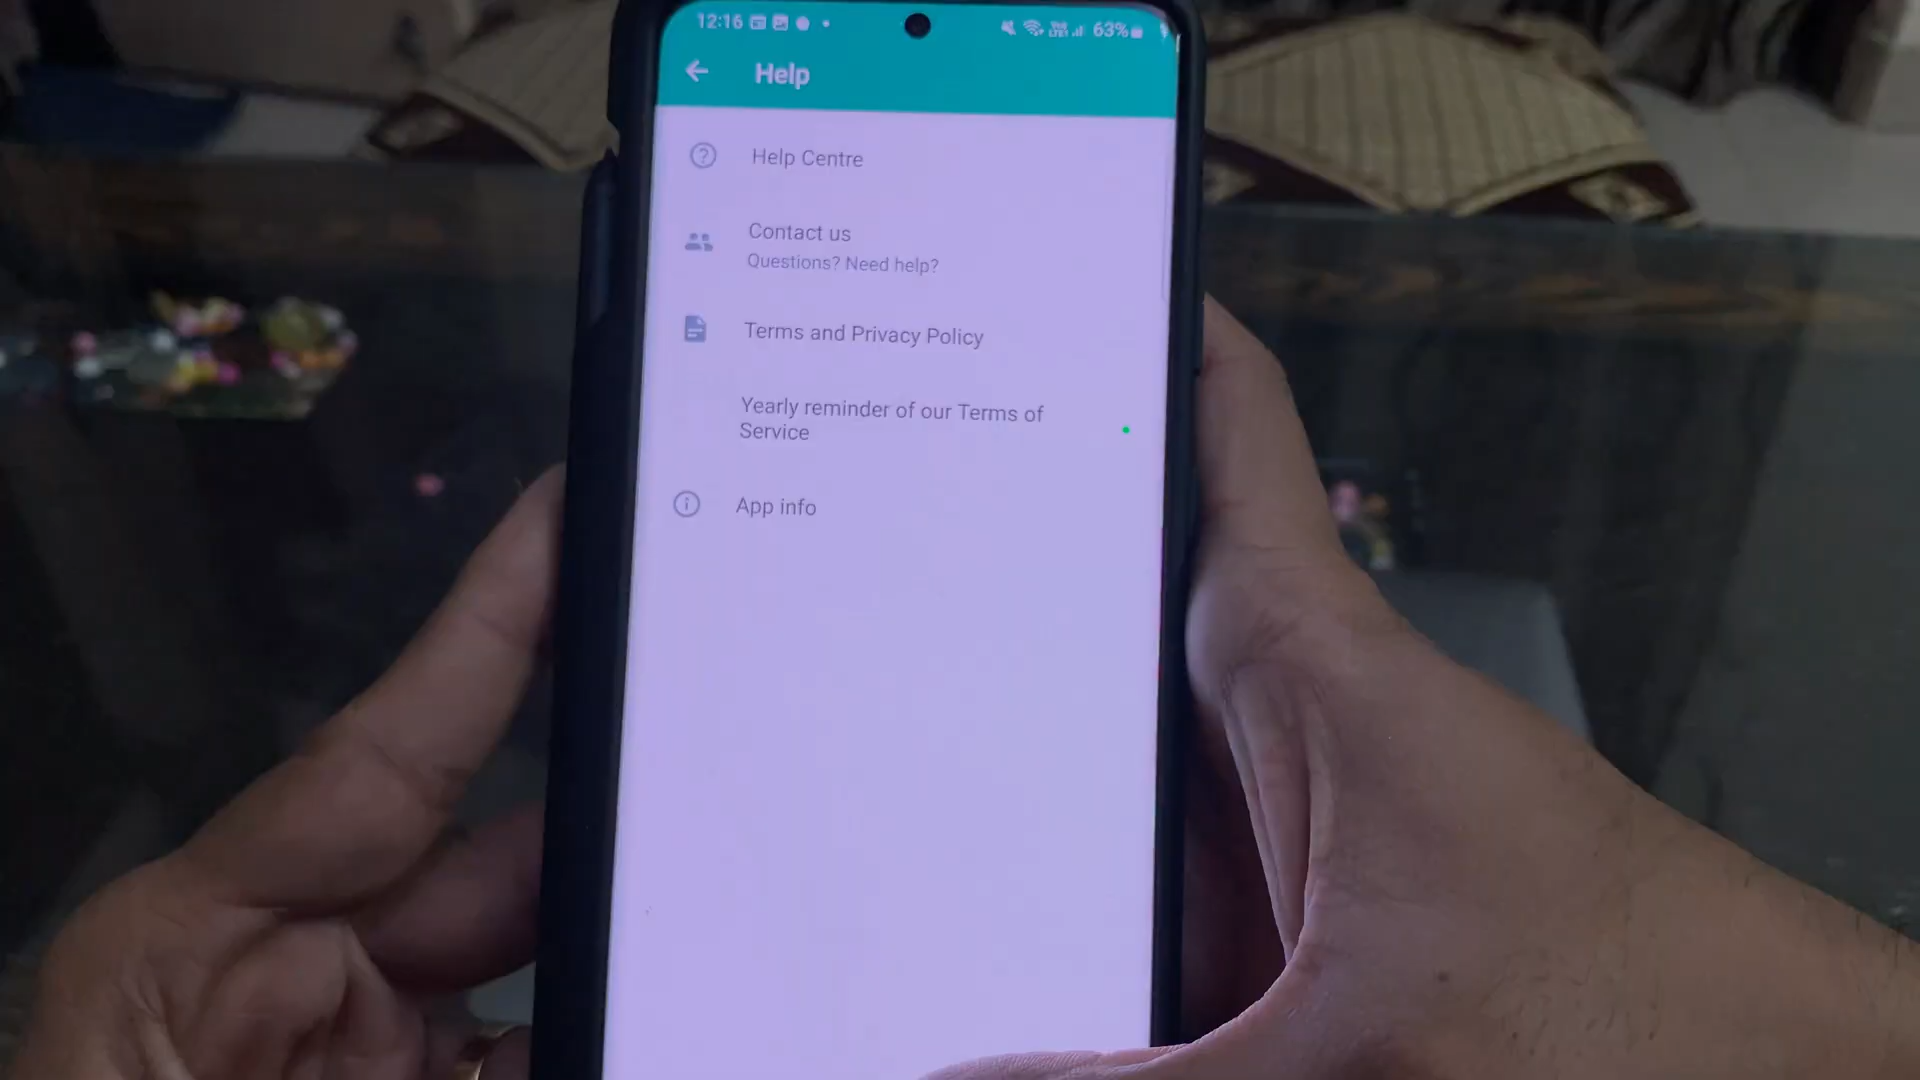 12:16 63%
Help
Help Centre
Contact us
Questions? Need help?
Terms and Privacy Policy
Yearly reminder of our Terms of
Service
App info